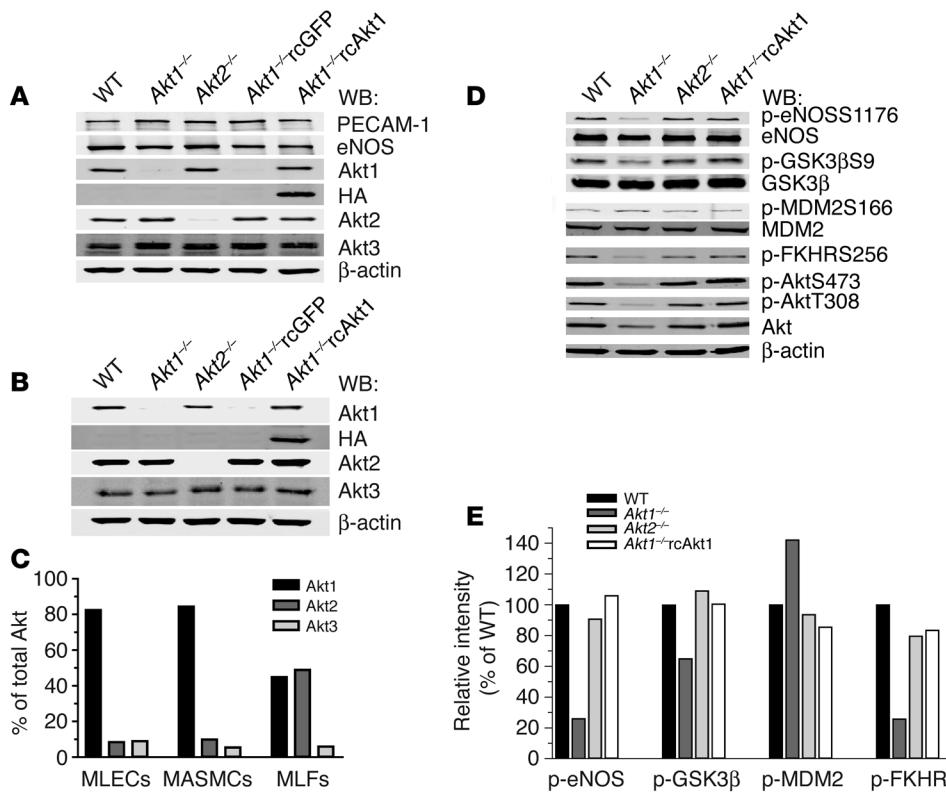 A
WT
Akt1–/–
Akt2–/–
Akt1–/–rcGFP
Akt1–/–rcAkt1
WB:
PECAM-1
eNOS
Akt1
HA
Akt2
Akt3
β-actin
B
WT
Akt1–/–
Akt2–/–
Akt1–/–rcGFP
Akt1–/–rcAkt1
WB:
Akt1
HA
Akt2
Akt3
β-actin
C
% of total Akt
100
80
60
40
20
0
Akt1
Akt2
Akt3
MLECs
MASMCs
MLFs
D
WT
Akt1–/–
Akt2–/–
Akt1–/–rcAkt1
WB:
p-eNOSS1176
eNOS
p-GSK3βS9
GSK3β
p-MDM2S166
MDM2
p-FKHRS256
p-AktS473
p-AktT308
Akt
β-actin
E
WT
Akt1–/–
Akt2–/–
Akt1–/–rcAkt1
Relative intensity
(% of WT)
140
120
100
80
60
40
20
0
p-eNOS
p-GSK3β
p-MDM2
p-FKHR